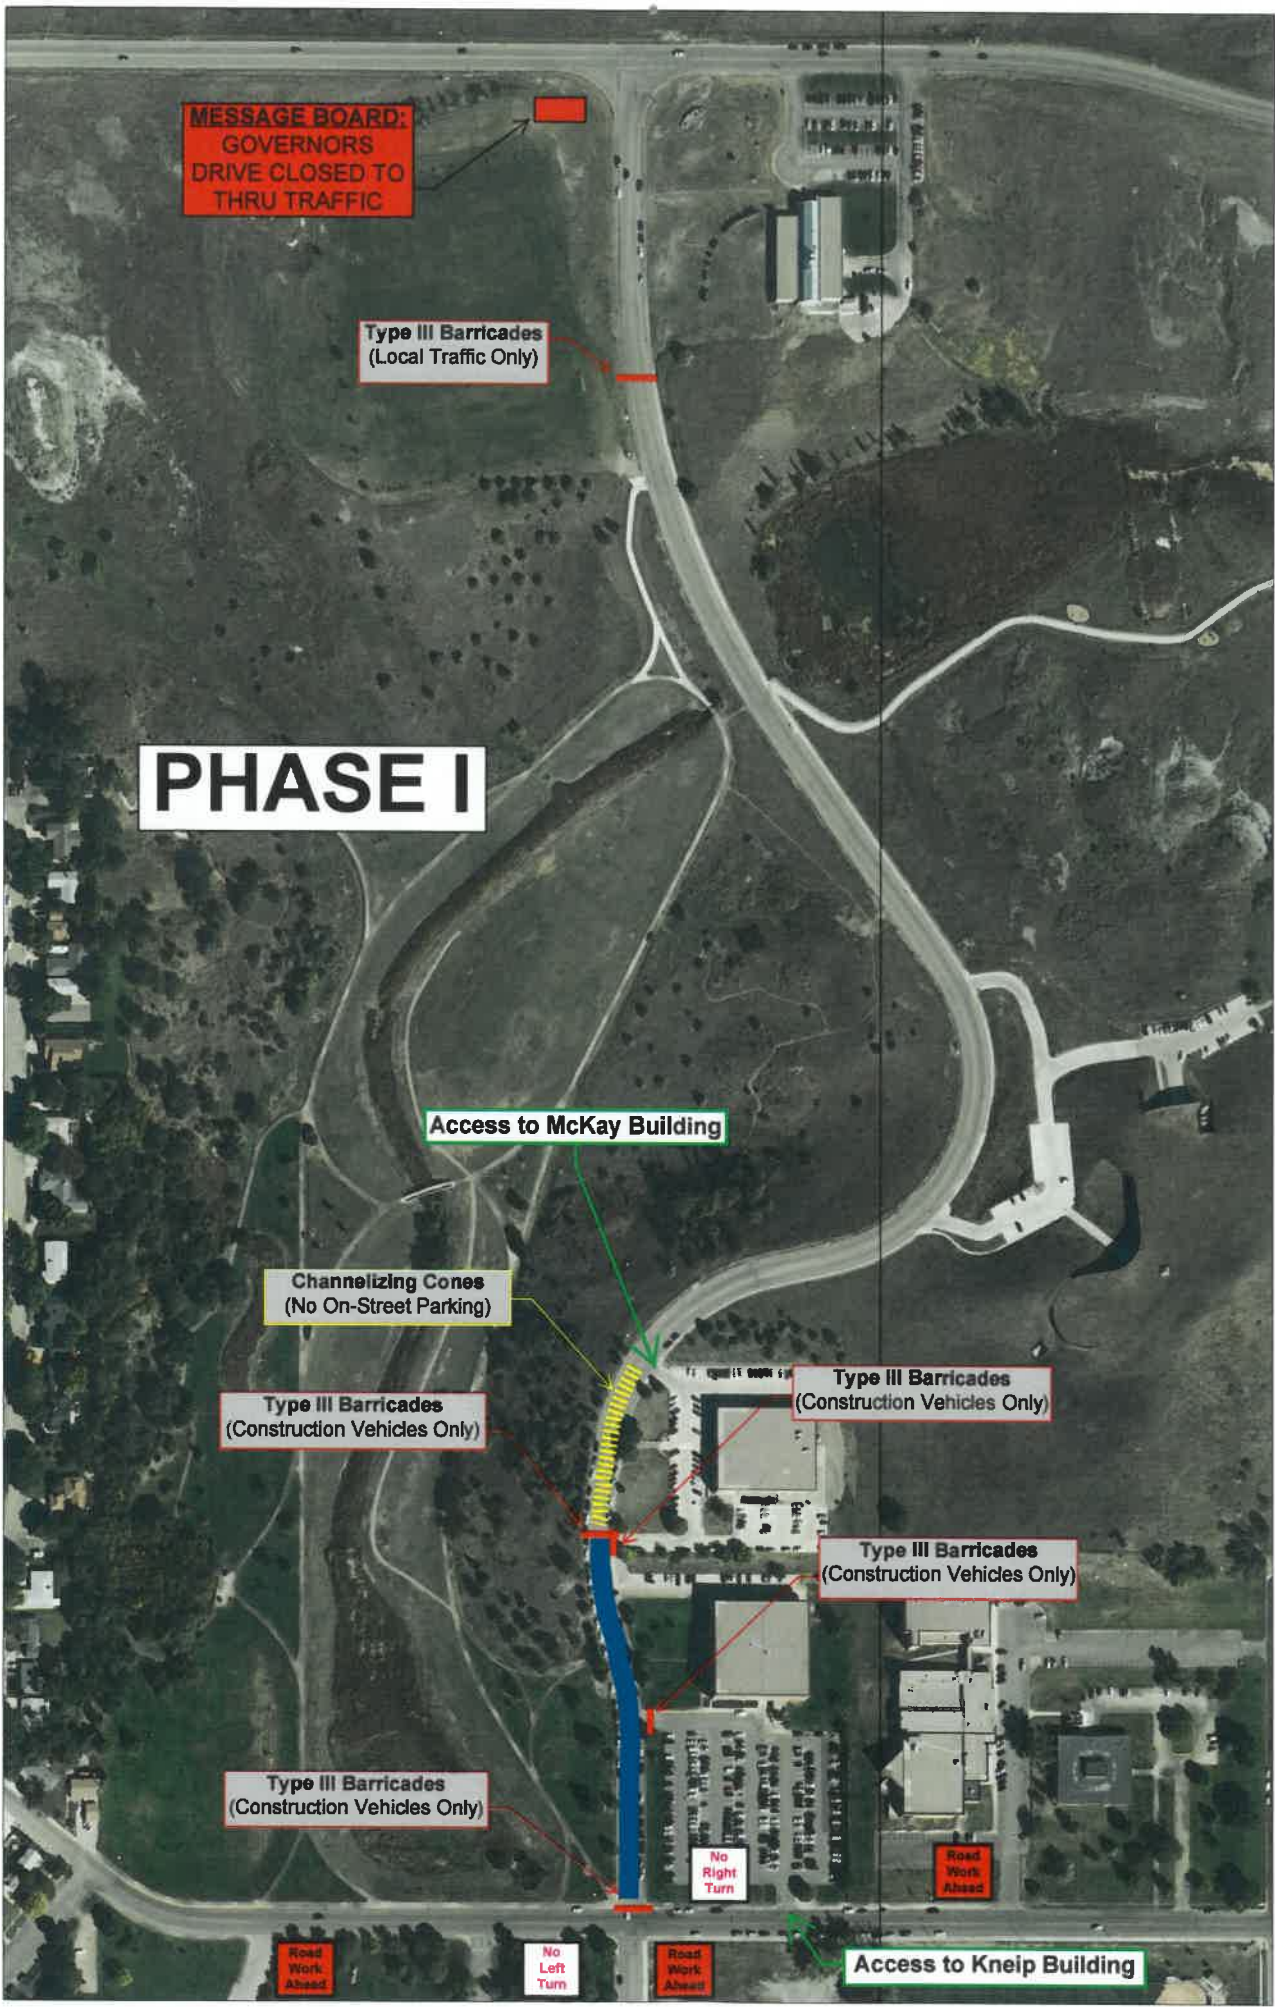 MESSAGE BOARD:
GOVERNORS
DRIVE CLOSED TO
THRU TRAFFIC
Type III Barricades
(Local Traffic Only)
PHASE I
Access to McKay Building
Channelizing Cones
(No On-Street Parking)
Type III Barricades
(Construction Vehicles Only)
Type III Barricades
(Construction Vehicles Only)
Type III Barricades
(Construction Vehicles Only)
Type III Barricades
(Construction Vehicles Only)
No
Right
Turn
Road
Work
Ahead
Road
Work
Ahead
No
Left
Turn
Road
Work
Ahead
Access to Kneip Building